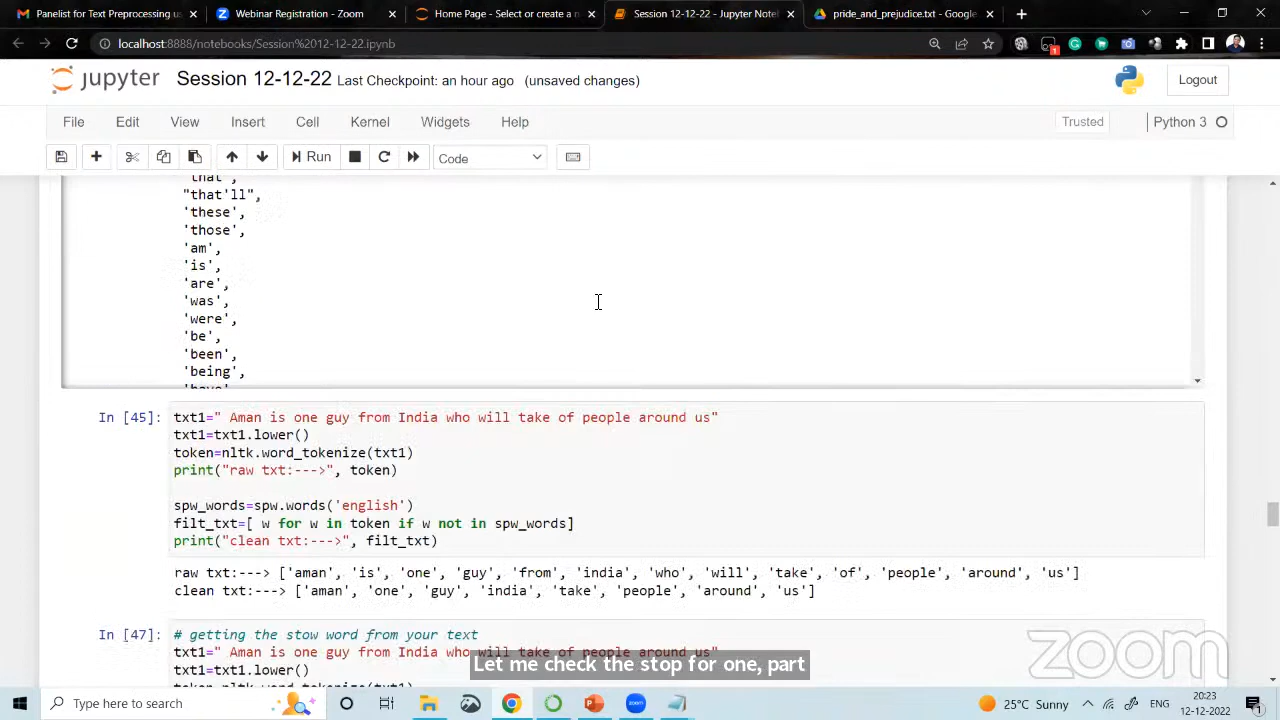 Panelist for Text Preprocessing us
Webinar Registration - Zoom
Home Page - Select or create a n
Session 12-12-22 - Jupyter Note
pride_and_prejudice.txt - Google
localhost:8888/notebooks/Session%2012-12-22.ipynb
jupyter Session 12-12-22 Last Checkpoint: an hour ago (unsaved changes)
Logout
File Edit View Insert Cell Kernel Widgets Help
Trusted
Python 3
Run
Code
'that',
"that'll",
'these',
'those',
'am',
'is',
'are',
'was',
'were',
'be',
'been',
'being',
In [45]: txt1=" Aman is one guy from India who will take of people around us"
txt1=txt1.lower()
token=nltk.word_tokenize(txt1)
print("raw txt:--->", token)
spw_words=spw.words('english')
filt_txt=[ w for w in token if w not in spw_words]
print("clean txt:--->", filt_txt)
raw txt:---> ['aman', 'is', 'one', 'guy', 'from', 'india', 'who', 'will', 'take', 'of', 'people', 'around', 'us']
clean txt:---> ['aman', 'one', 'guy', 'india', 'take', 'people', 'around', 'us']
In [47]: # getting the stow word from your text
txt1=" Aman is one guy from India who will take of people around us"
txt1=txt1.lower()
Let me check the stop for one, part
zoom
Type here to search
25°C Sunny
ENG
20:23
12-12-2022